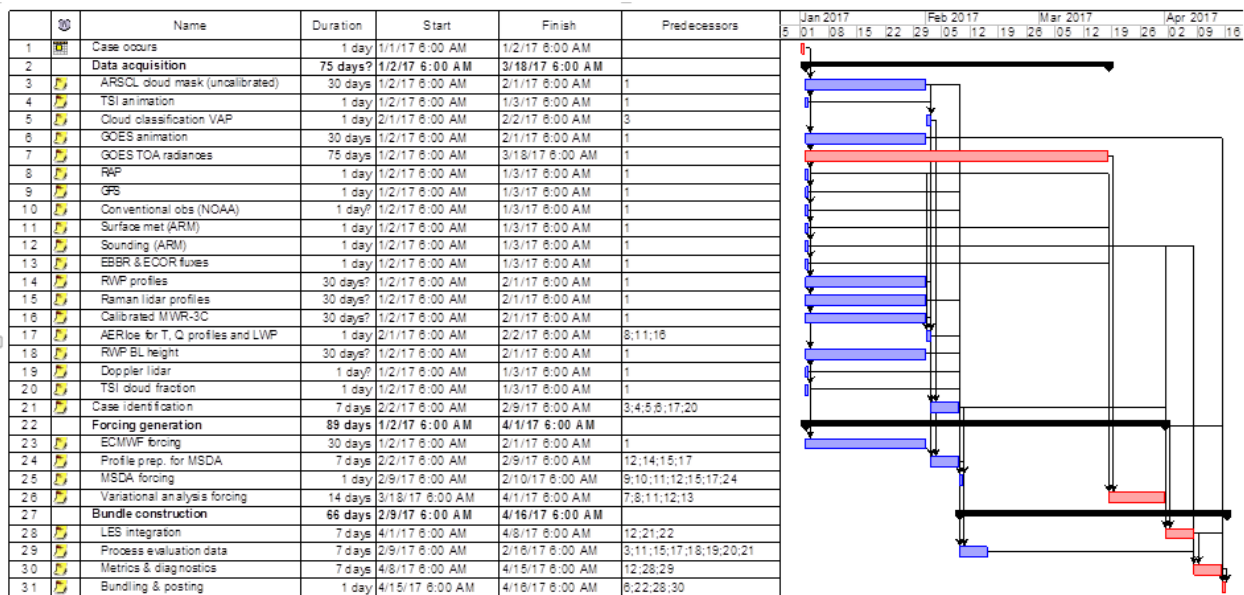 Name Duration Start Finish Predecessors Jan 2017 Feb 2017 Mar 2017 Apr 2017
5 01 08 15 22 29 05 12 19 26 05 12 19 26 02 09 16
1 Case occurs 1 day 1/1/17 6:00 AM 1/2/17 6:00 AM
2 Data acquisition 75 days? 1/2/17 6:00 AM 3/18/17 6:00 AM
3 ARSCL cloud mask (uncalibrated) 30 days 1/2/17 6:00 AM 2/1/17 6:00 AM 1
4 TSI animation 1 day 1/2/17 6:00 AM 1/3/17 6:00 AM 1
5 Cloud classification VAP 1 day 2/1/17 6:00 AM 2/2/17 6:00 AM 3
6 GOES animation 30 days 1/2/17 6:00 AM 2/1/17 6:00 AM 1
7 GOES TOA radiances 75 days 1/2/17 6:00 AM 3/18/17 6:00 AM 1
8 RAP 1 day 1/2/17 6:00 AM 1/3/17 6:00 AM 1
9 GFS 1 day 1/2/17 6:00 AM 1/3/17 6:00 AM 1
10 Conventional obs (NOAA) 1 day? 1/2/17 6:00 AM 1/3/17 6:00 AM 1
11 Surface met (ARM) 1 day 1/2/17 6:00 AM 1/3/17 6:00 AM 1
12 Sounding (ARM) 1 day 1/2/17 6:00 AM 1/3/17 6:00 AM 1
13 EBBR & ECOR fluxes 1 day 1/2/17 6:00 AM 1/3/17 6:00 AM 1
14 RWP profiles 30 days? 1/2/17 6:00 AM 2/1/17 6:00 AM 1
15 Raman lidar profiles 30 days? 1/2/17 6:00 AM 2/1/17 6:00 AM 1
16 Calibrated MWR-3C 30 days? 1/2/17 6:00 AM 2/1/17 6:00 AM 1
17 AERIoe for T, Q profiles and LWP 1 day 2/1/17 6:00 AM 2/2/17 6:00 AM 8;11;16
18 RWP BL height 30 days? 1/2/17 6:00 AM 2/1/17 6:00 AM 1
19 Doppler lidar 1 day? 1/2/17 6:00 AM 1/3/17 6:00 AM 1
20 TSI cloud fraction 1 day 1/2/17 6:00 AM 1/3/17 6:00 AM 1
21 Case identification 7 days 2/2/17 6:00 AM 2/9/17 6:00 AM 3;4;5;6;17;20
22 Forcing generation 89 days 1/2/17 6:00 AM 4/1/17 6:00 AM
23 ECMWF forcing 30 days 1/2/17 6:00 AM 2/1/17 6:00 AM 1
24 Profile prep. for MSDA 7 days 2/2/17 6:00 AM 2/9/17 6:00 AM 12;14;15;17
25 MSDA forcing 1 day 2/9/17 6:00 AM 2/10/17 6:00 AM 9;10;11;12;15;17;24
26 Variational analysis forcing 14 days 3/18/17 6:00 AM 4/1/17 6:00 AM 7;8;11;12;13
27 Bundle construction 66 days 2/9/17 6:00 AM 4/16/17 6:00 AM
28 LES integration 7 days 4/1/17 6:00 AM 4/8/17 6:00 AM 12;21;22
29 Process evaluation data 7 days 2/9/17 6:00 AM 2/16/17 6:00 AM 3;11;15;17;18;19;20;21
30 Metrics & diagnostics 7 days 4/8/17 6:00 AM 4/15/17 6:00 AM 12;28;29
31 Bundling & posting 1 day 4/15/17 6:00 AM 4/16/17 6:00 AM 6;22;28;30